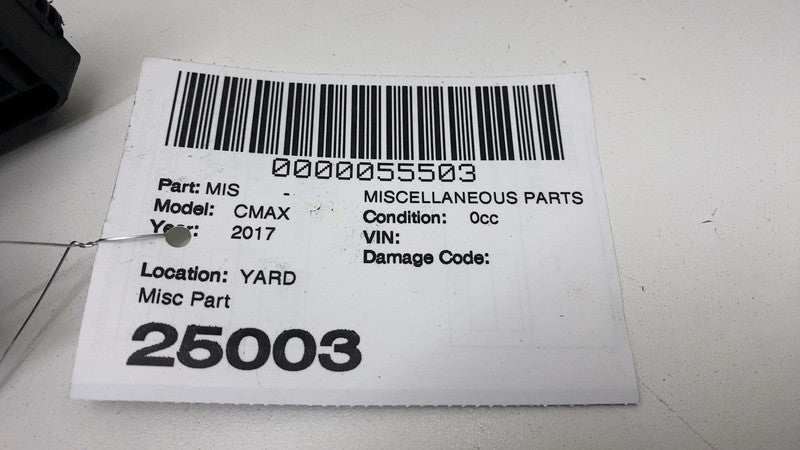 0000055503
Part: MIS - MISCELLANEOUS PARTS
Model: CMAX Condition: 0cc
Year: 2017 VIN:
Damage Code:
Location: YARD
Misc Part
25003